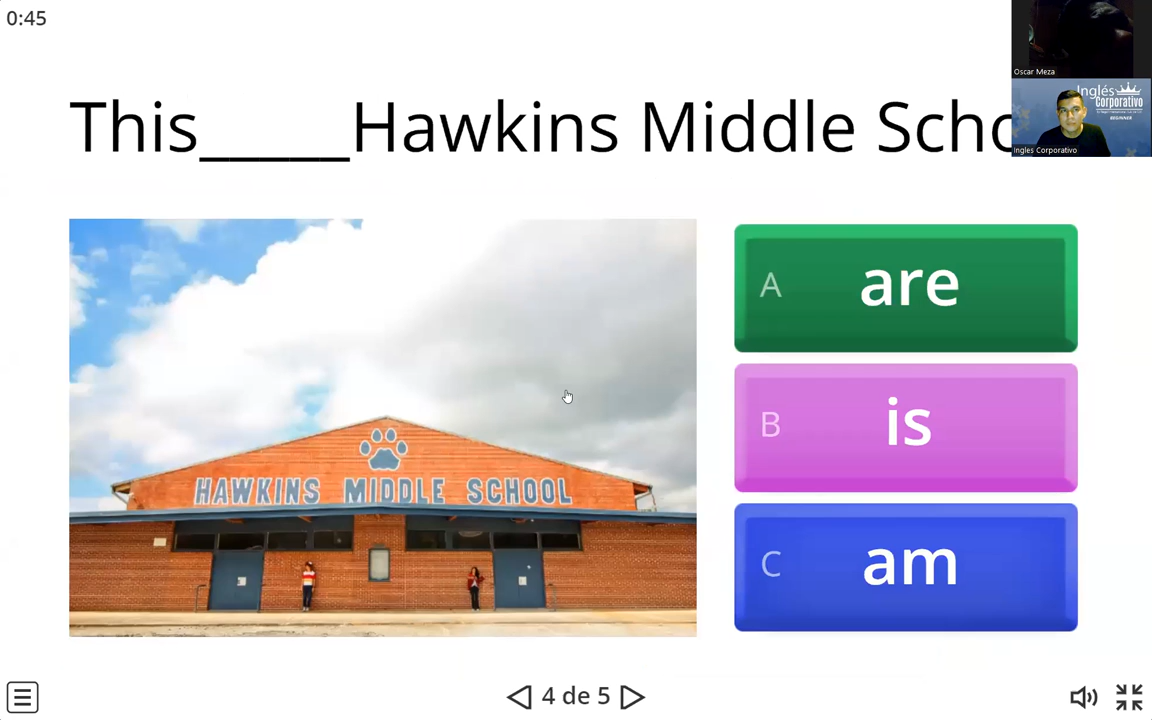 0:45
Oscar Meza
Inglés
Corporativo
BEGINNER
Ingles Corporativo
This_____Hawkins Middle Scho
HAWKINS MIDDLE SCHOOL
A are
B is
C am
4 de 5